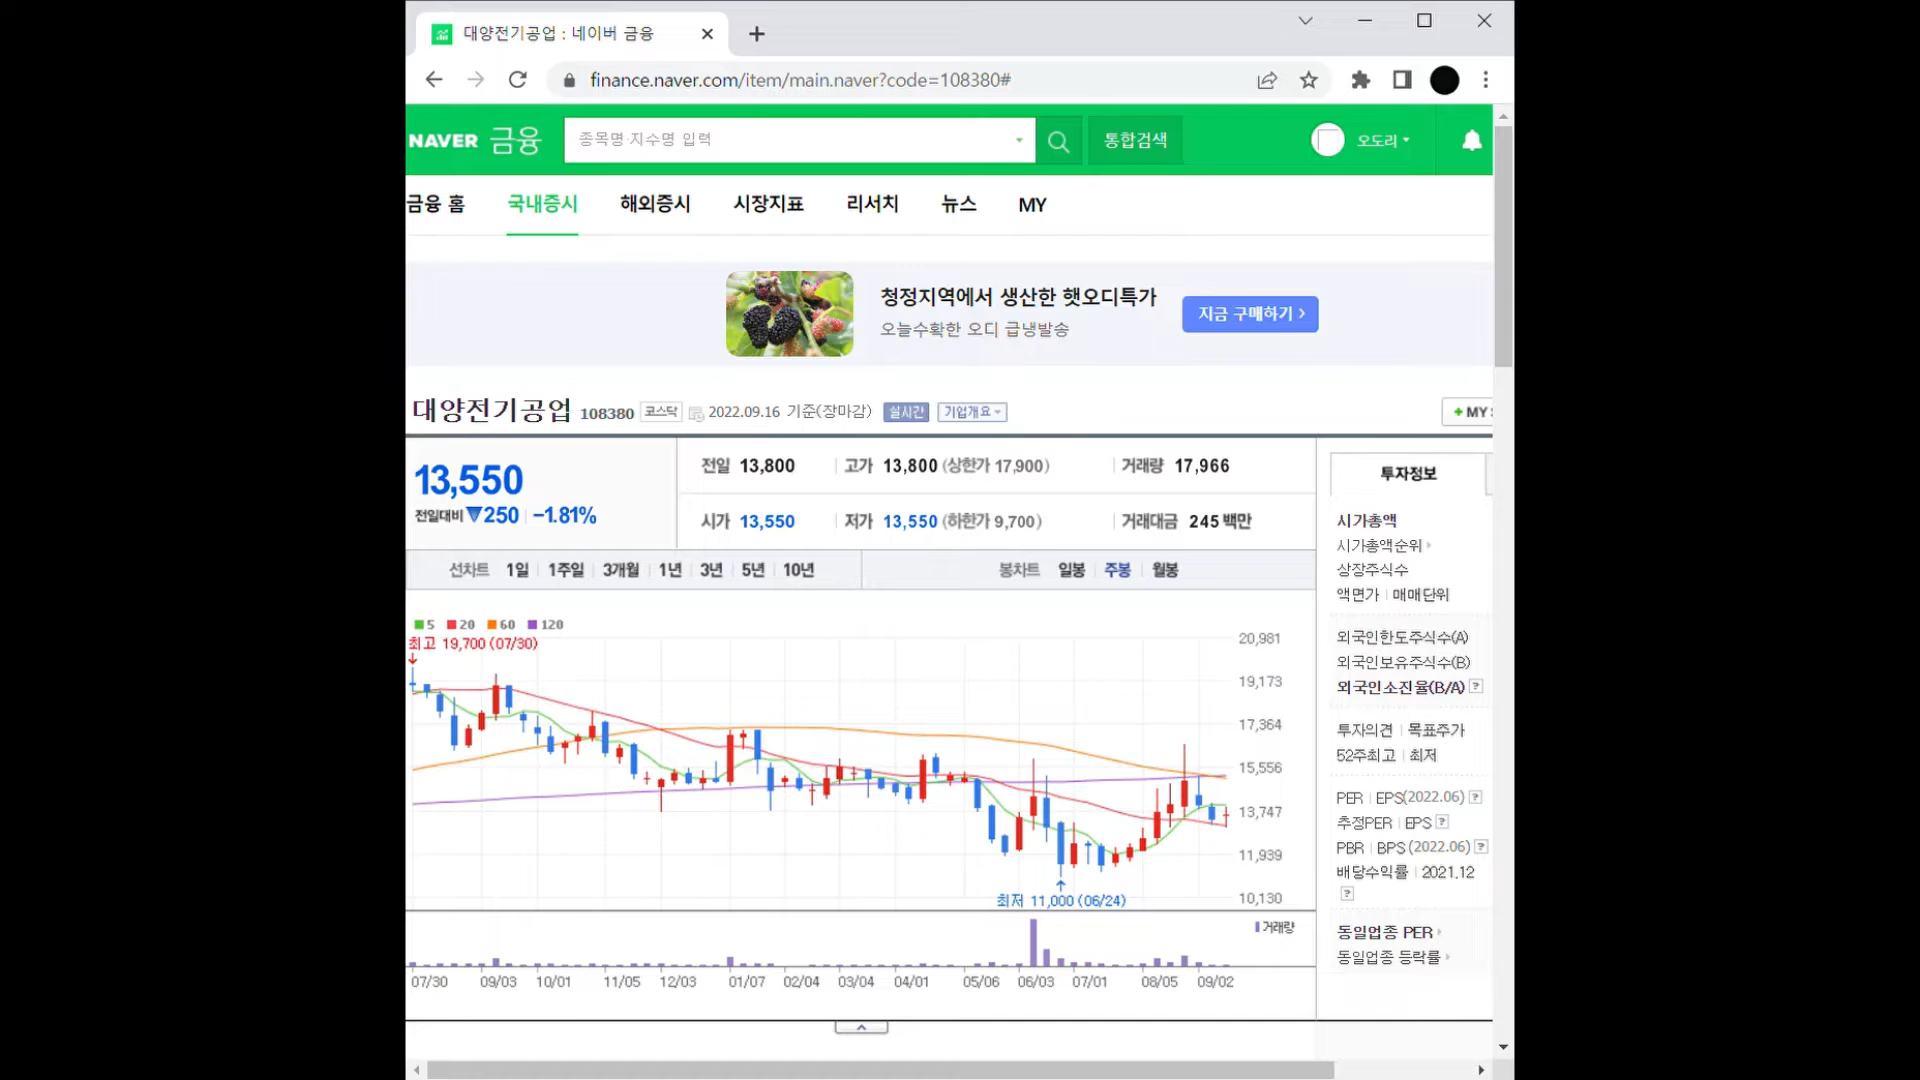 대양전기공업 : 네이버 금융
finance.naver.com/item/main.naver?code=108380#
NAVER 금융 종목명·지수명 입력 통합검색 오도리
금융 홈 국내증시 해외증시 시장지표 리서치 뉴스 MY
청정지역에서 생산한 햇오디특가
오늘수확한 오디 급냉발송
지금 구매하기 >
대양전기공업 108380 코스닥 2022.09.16 기준(장마감) 실시간 기업개요 + MY
13,550
전일대비 ▼250 -1.81%
전일 13,800 고가 13,800 (상한가 17,900) 거래량 17,966
시가 13,550 저가 13,550 (하한가 9,700) 거래대금 245 백만
선차트 1일 1주일 3개월 1년 3년 5년 10년 봉차트 일봉 주봉 월봉
5 20 60 120
최고 19,700 (07/30)
20,981
19,173
17,364
15,556
13,747
11,939
10,130
최저 11,000 (06/24)
거래량
07/30 09/03 10/01 11/05 12/03 01/07 02/04 03/04 04/01 05/06 06/03 07/01 08/05 09/02
투자정보
시가총액
시가총액순위
상장주식수
액면가 | 매매단위
외국인한도주식수(A)
외국인보유주식수(B)
외국인소진율(B/A) ?
투자의견 | 목표주가
52주최고 | 최저
PER | EPS(2022.06) ?
추정PER | EPS ?
PBR | BPS (2022.06) ?
배당수익률 | 2021.12
?
동일업종 PER
동일업종 등락률